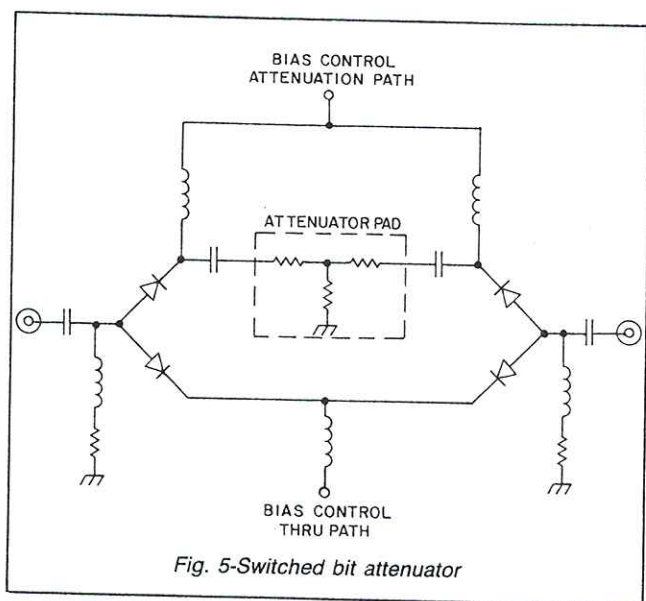 BIAS CONTROL
ATTENUATION PATH
ATTENUATOR PAD
BIAS CONTROL
THRU PATH
Fig. 5-Switched bit attenuator